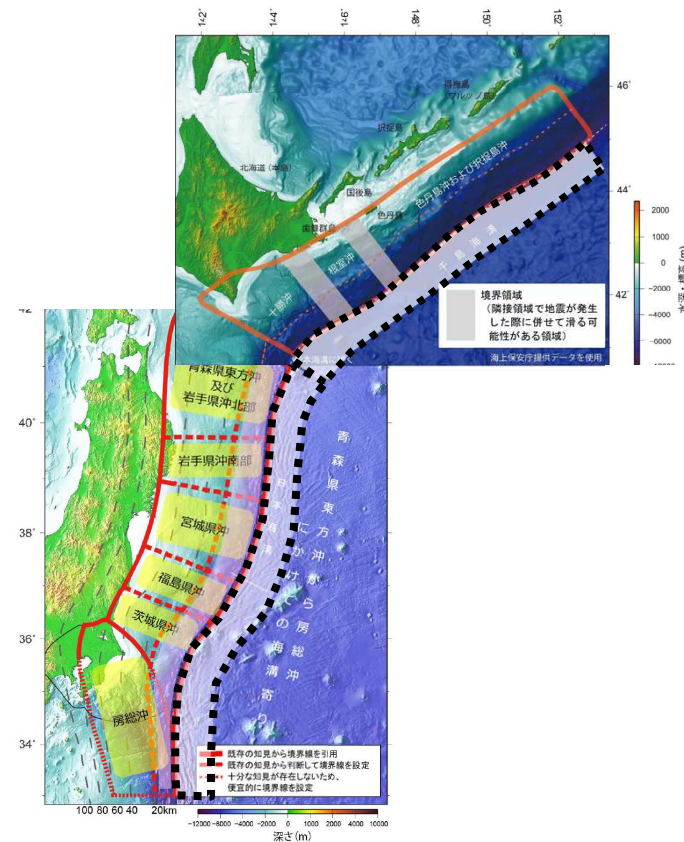 142°
144°
146°
148°
150°
152°
46°
44°
42°
得撫島
(ウルップ島)
択捉島
北海道(本島)
国後島
色丹島
歯舞群島
色丹島沖および択捉島沖
根室沖
十勝沖
千島海溝
境界領域
(隣接領域で地震が発生
した際に併せて滑る可
能性がある領域)
海上保安庁提供データを使用
2000
0
−2000
−4000
−6000
水深・標高(m)
42
40°
38°
36°
34°
青森県東方沖
及び
岩手県沖北部
岩手県沖南部
宮城県沖
福島県沖
茨城県沖
房総沖
日本海溝
青森県東方沖から房総沖
にかけての海溝寄り
既存の知見から境界線を引用
既存の知見から判断して境界線を設定
十分な知見が存在しないため、
便宜的に境界線を設定
100 80 60 40 20km
−12000 −8000 −6000 −4000 −2000 0 2000 4000 6000 10000
深さ(m)